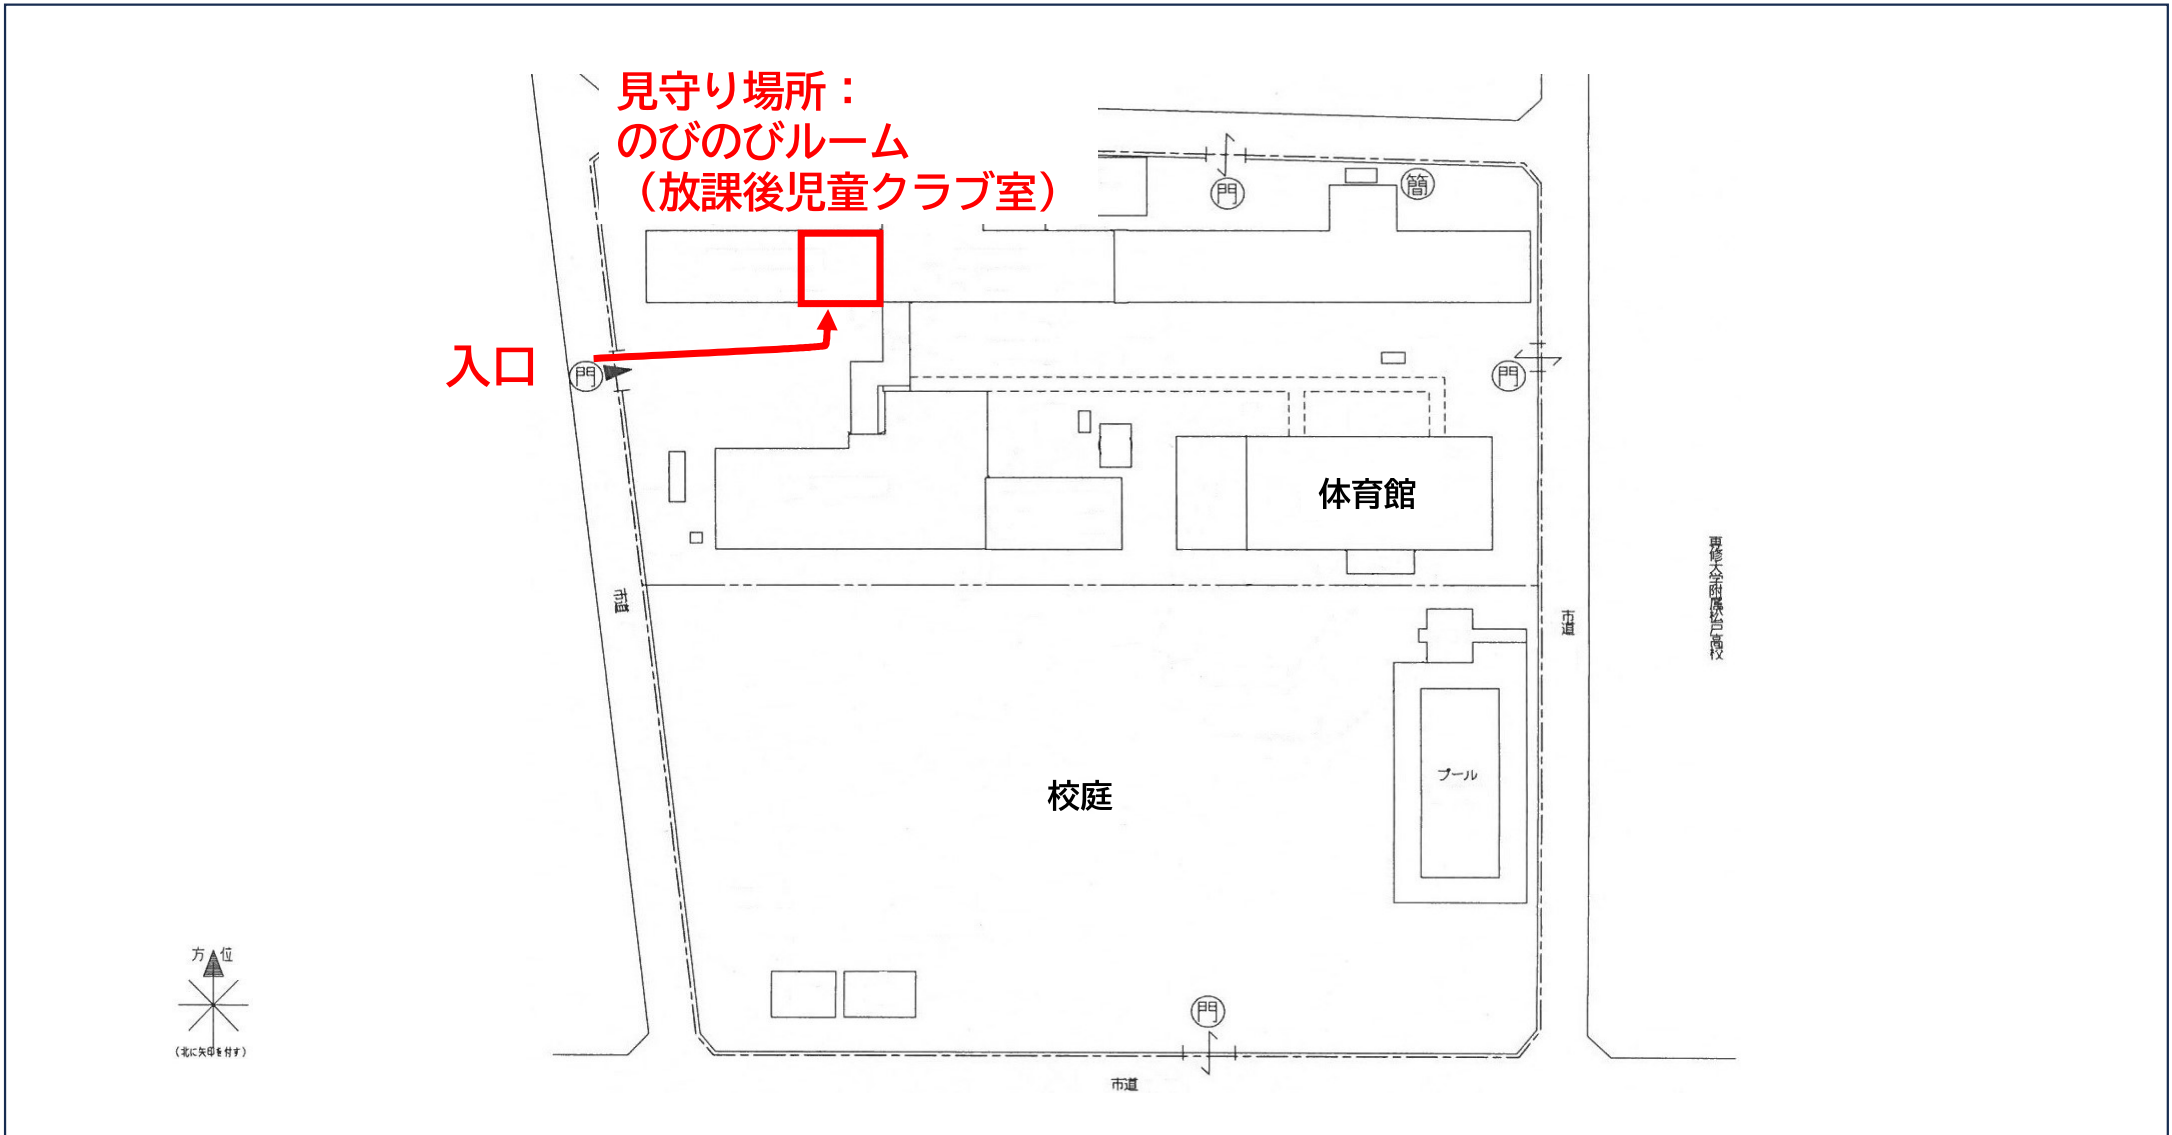 見守り場所：
のびのびルーム
（放課後児童クラブ室）
門
簡
入口
門
門
体育館
市道
市道
専修大学附属松戸高校
プール
校庭
方位
（北に矢印を付す）
門
市道